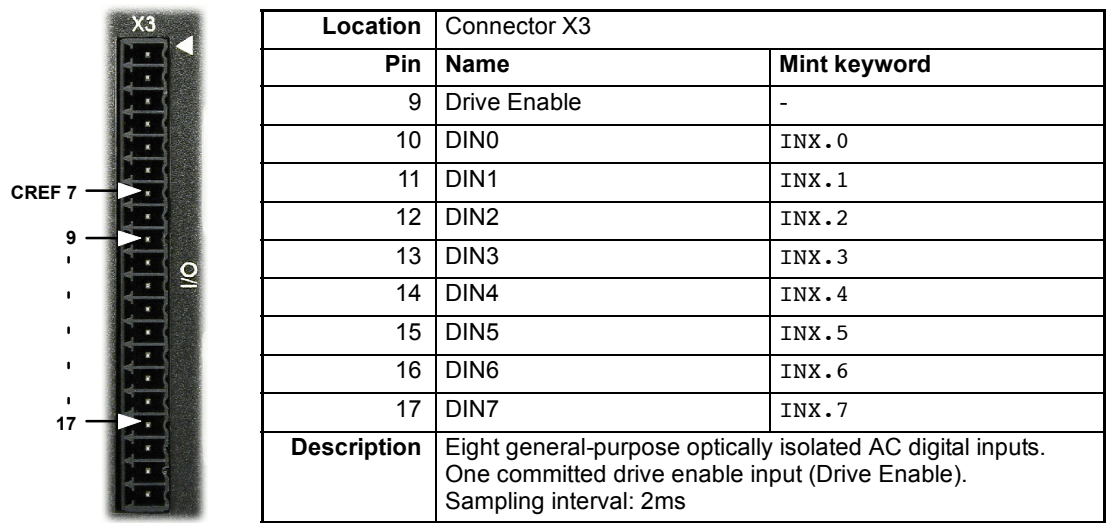 X3
CREF 7
9
17
I/O
Location Connector X3
Pin Name Mint keyword
9 Drive Enable -
10 DIN0 INX.0
11 DIN1 INX.1
12 DIN2 INX.2
13 DIN3 INX.3
14 DIN4 INX.4
15 DIN5 INX.5
16 DIN6 INX.6
17 DIN7 INX.7
Description Eight general-purpose optically isolated AC digital inputs.
One committed drive enable input (Drive Enable).
Sampling interval: 2ms